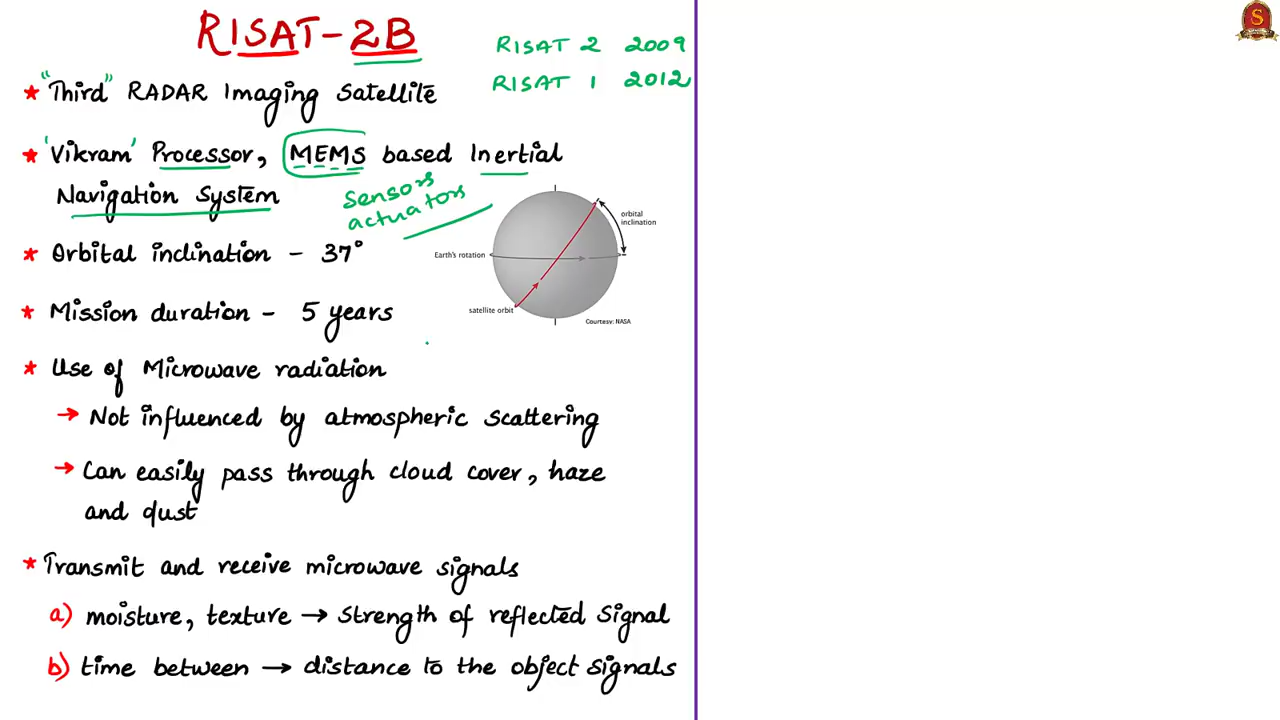 RISAT-2B
RISAT 2 2009
RISAT 1 2012
★ "Third" RADAR Imaging Satellite
★ 'Vikram' Processor, MEMS based Inertial
Navigation System
Sensors
actuators
orbital
inclination
Earth's rotation
satellite orbit
Courtesy: NASA
★ Orbital inclination - 37°
★ Mission duration - 5 years
★ Use of Microwave radiation
→ Not influenced by atmospheric scattering
→ Can easily pass through cloud cover, haze
and dust
★ Transmit and receive microwave signals
a) moisture, texture → strength of reflected signal
b) time between → distance to the object signals
S